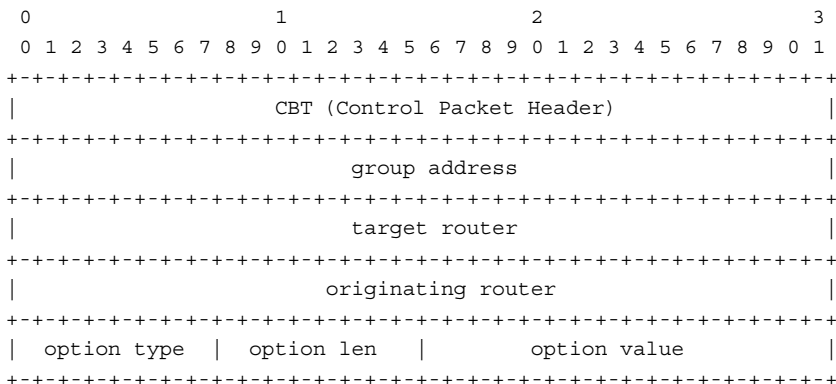 0                   1                   2                   3
 0 1 2 3 4 5 6 7 8 9 0 1 2 3 4 5 6 7 8 9 0 1 2 3 4 5 6 7 8 9 0 1
+-+-+-+-+-+-+-+-+-+-+-+-+-+-+-+-+-+-+-+-+-+-+-+-+-+-+-+-+-+-+-+-+
|                    CBT (Control Packet Header)                |
+-+-+-+-+-+-+-+-+-+-+-+-+-+-+-+-+-+-+-+-+-+-+-+-+-+-+-+-+-+-+-+-+
|                          group address                        |
+-+-+-+-+-+-+-+-+-+-+-+-+-+-+-+-+-+-+-+-+-+-+-+-+-+-+-+-+-+-+-+-+
|                          target router                        |
+-+-+-+-+-+-+-+-+-+-+-+-+-+-+-+-+-+-+-+-+-+-+-+-+-+-+-+-+-+-+-+-+
|                        originating router                     |
+-+-+-+-+-+-+-+-+-+-+-+-+-+-+-+-+-+-+-+-+-+-+-+-+-+-+-+-+-+-+-+-+
|  option type  |  option len   |        option value           |
+-+-+-+-+-+-+-+-+-+-+-+-+-+-+-+-+-+-+-+-+-+-+-+-+-+-+-+-+-+-+-+-+